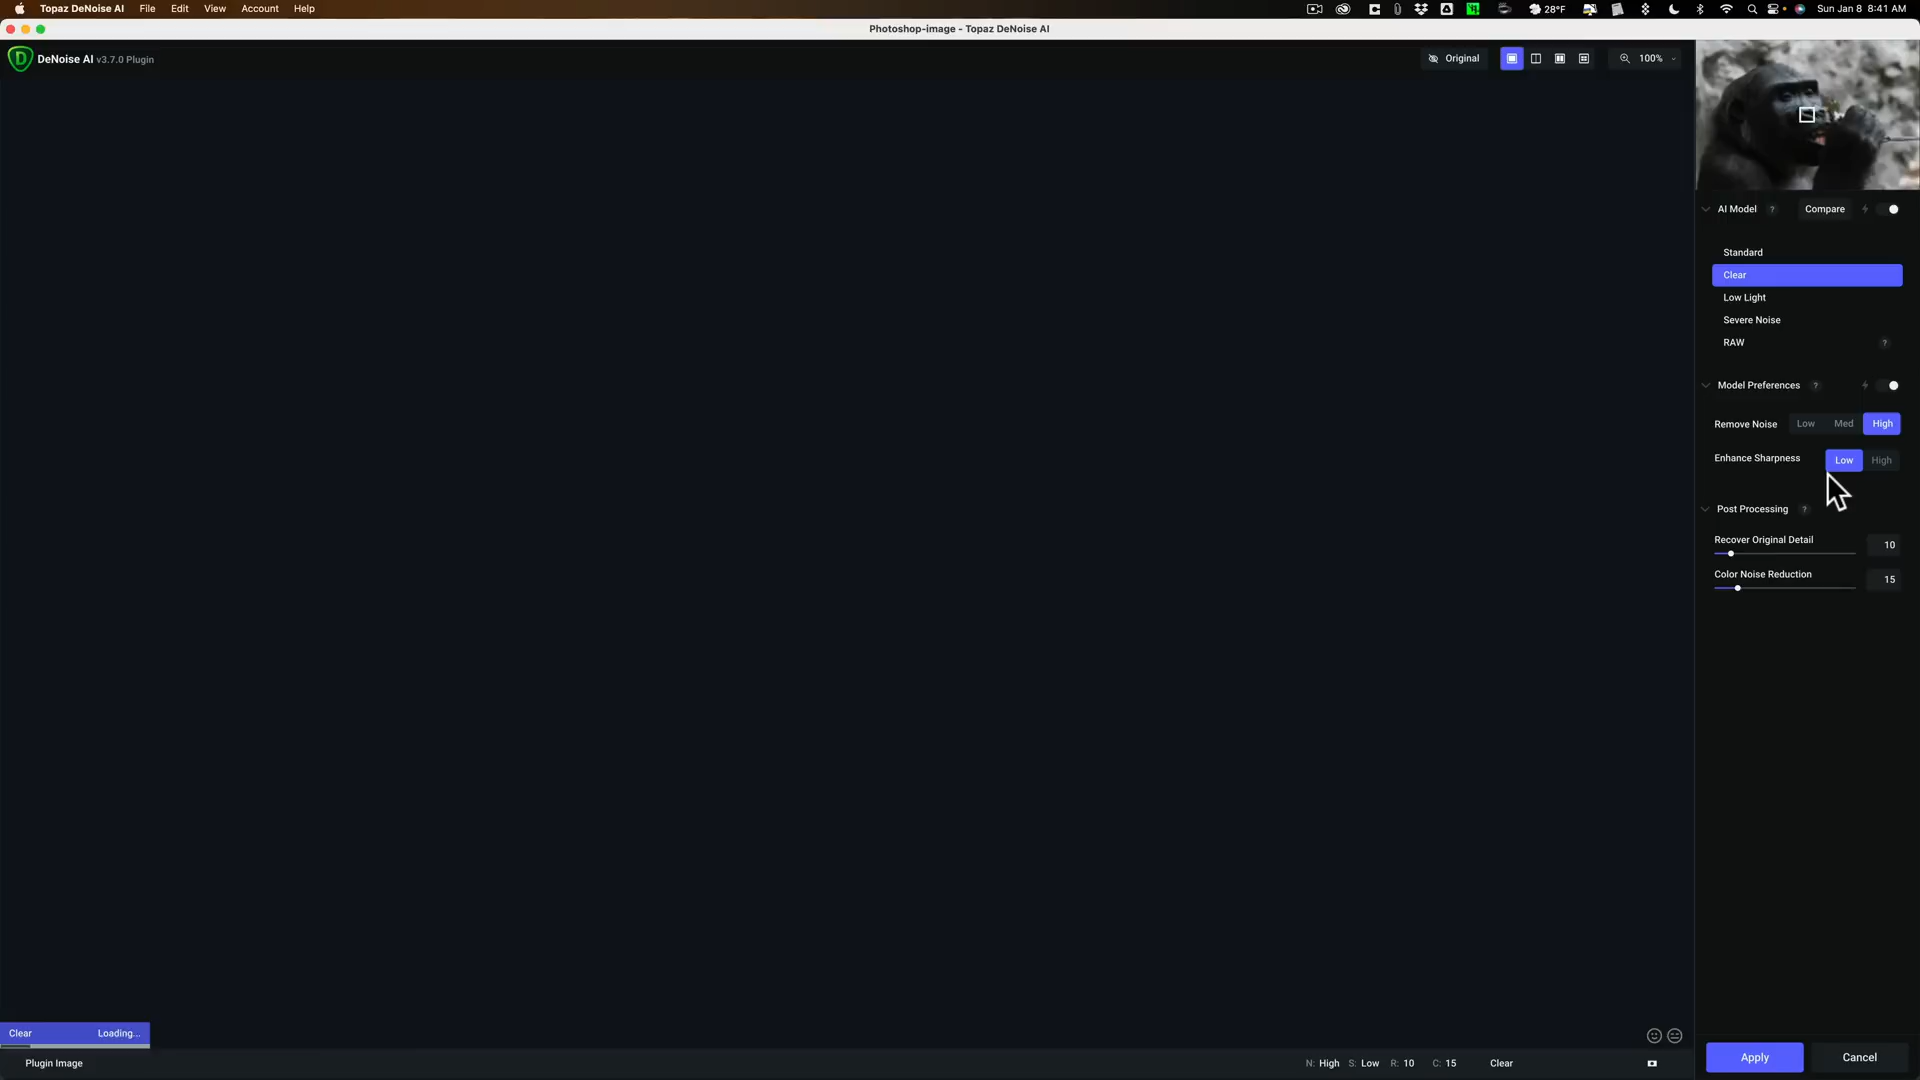 Topaz DeNoise AI File Edit View Account Help 28°F Sun Jan 8 8:41 AM
Photoshop-image - Topaz DeNoise AI
DeNoise AI v3.7.0 Plugin Original 100%
AI Model ? Compare
Standard
Clear
Low Light
Severe Noise
RAW ?
Model Preferences ?
Remove Noise Low Med High
Enhance Sharpness Low High
Post Processing ?
Recover Original Detail 10
Color Noise Reduction 15
Clear Loading...
Plugin Image N: High S: Low R: 10 C: 15 Clear
Apply Cancel